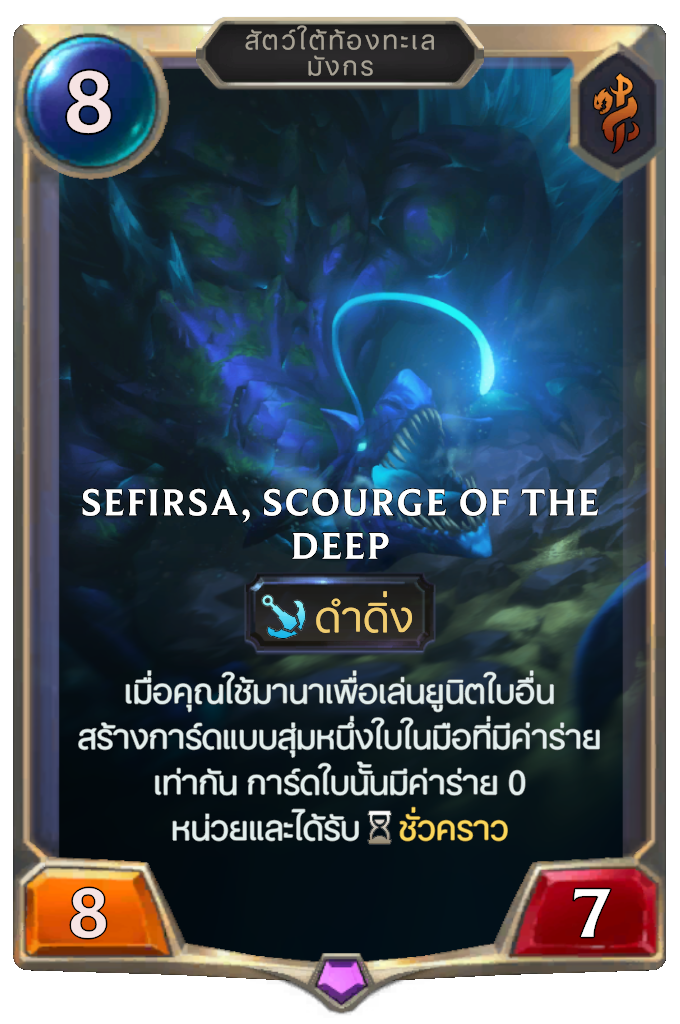 สัตว์ใต้ท้องทะเล
มังกร
8
SEFIRSA, SCOURGE OF THE
DEEP
ดำดิ่ง
เมื่อคุณใช้มานาเพื่อเล่นยูนิตใบอื่น
สร้างการ์ดแบบสุ่มหนึ่งใบในมือที่มีค่าร่าย
เท่ากัน การ์ดใบนั้นมีค่าร่าย 0
หน่วยและได้รับ ชั่วคราว
8
7